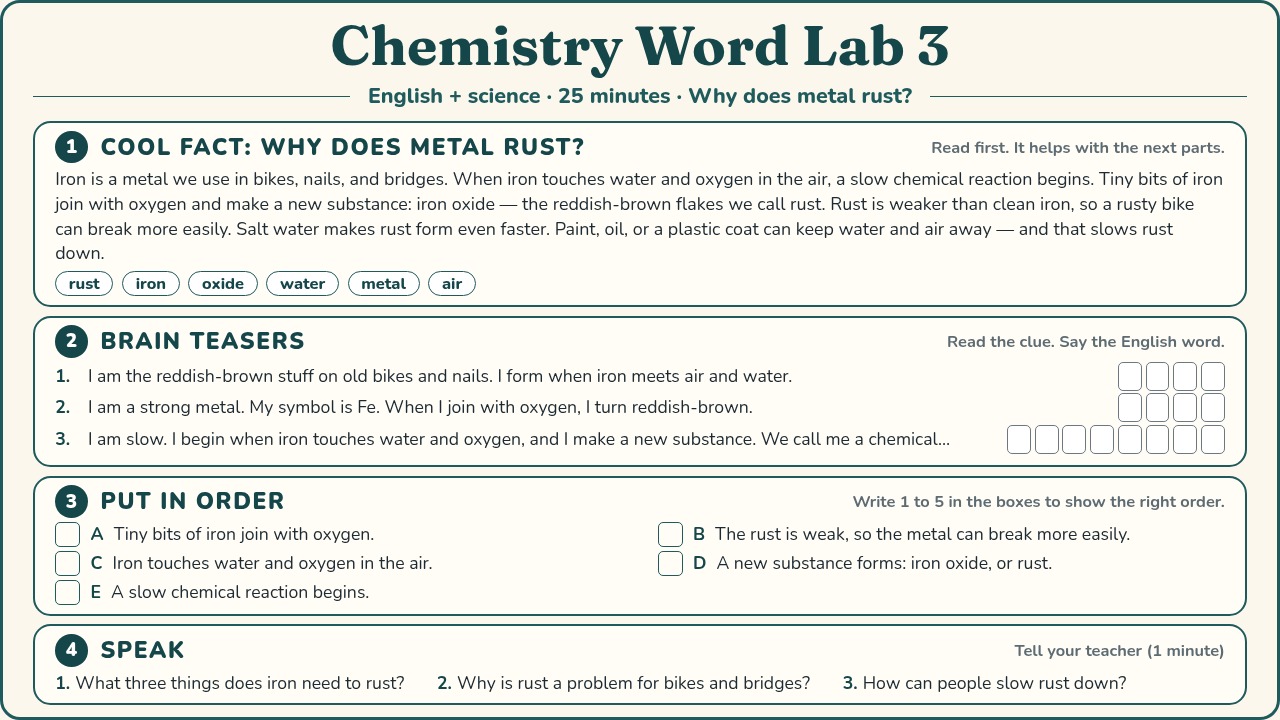 Chemistry Word Lab 3
English + science · 25 minutes · Why does metal rust?
1 COOL FACT: WHY DOES METAL RUST? Read first. It helps with the next parts.
Iron is a metal we use in bikes, nails, and bridges. When iron touches water and oxygen in the air, a slow chemical reaction begins. Tiny bits of iron
join with oxygen and make a new substance: iron oxide — the reddish-brown flakes we call rust. Rust is weaker than clean iron, so a rusty bike
can break more easily. Salt water makes rust form even faster. Paint, oil, or a plastic coat can keep water and air away — and that slows rust
down.
rust iron oxide water metal air
2 BRAIN TEASERS Read the clue. Say the English word.
1. I am the reddish-brown stuff on old bikes and nails. I form when iron meets air and water.
2. I am a strong metal. My symbol is Fe. When I join with oxygen, I turn reddish-brown.
3. I am slow. I begin when iron touches water and oxygen, and I make a new substance. We call me a chemical...
3 PUT IN ORDER Write 1 to 5 in the boxes to show the right order.
A Tiny bits of iron join with oxygen. B The rust is weak, so the metal can break more easily.
C Iron touches water and oxygen in the air. D A new substance forms: iron oxide, or rust.
E A slow chemical reaction begins.
4 SPEAK Tell your teacher (1 minute)
1. What three things does iron need to rust? 2. Why is rust a problem for bikes and bridges? 3. How can people slow rust down?